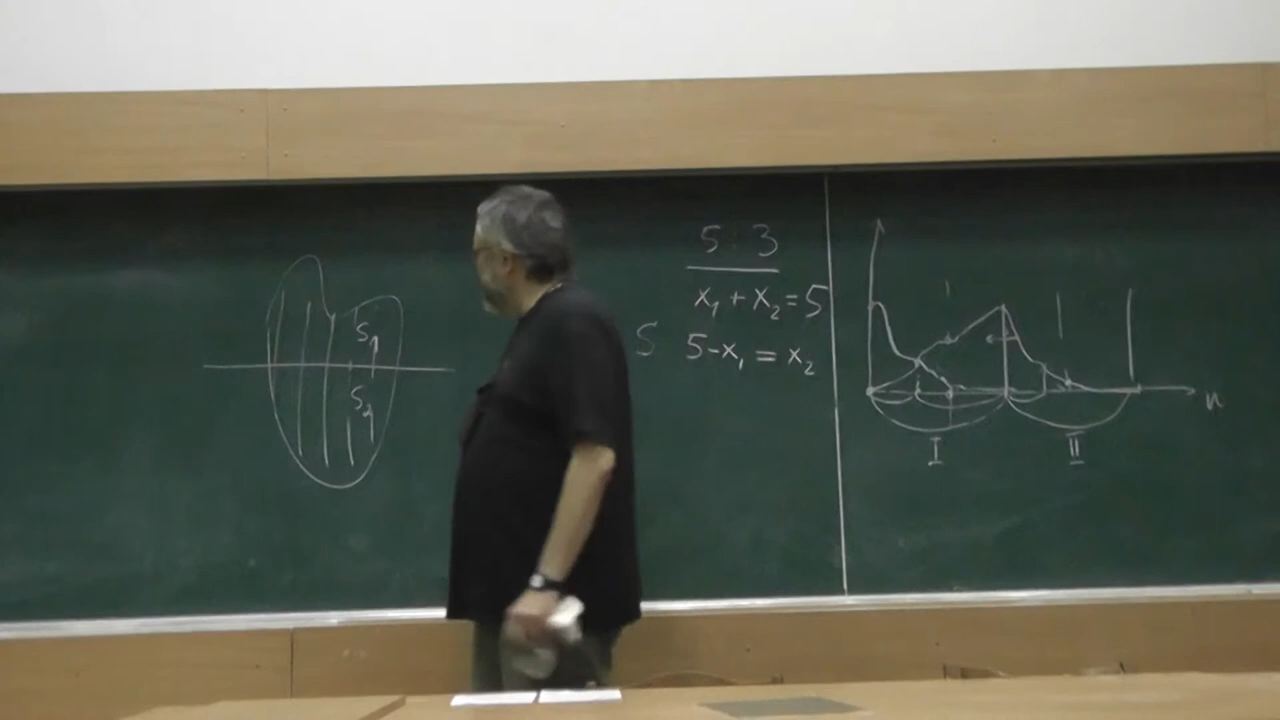 S₁
S₂
5 : 3
x₁ + x₂ = 5
S 5-x₁ = x₂
I II
n